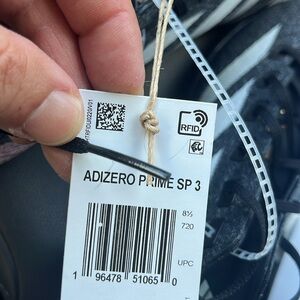 RFID
ADIZERO PRIME SP 3
8½
720
UPC
1 96478 51065 0